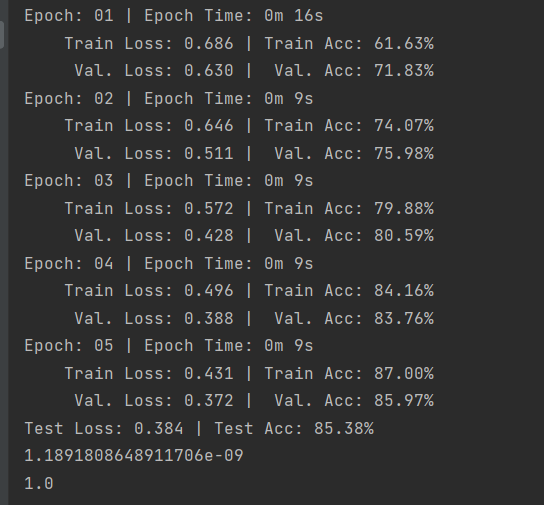 Epoch: 01 | Epoch Time: 0m 16s
    Train Loss: 0.686 | Train Acc: 61.63%
     Val. Loss: 0.630 |  Val. Acc: 71.83%
Epoch: 02 | Epoch Time: 0m 9s
    Train Loss: 0.646 | Train Acc: 74.07%
     Val. Loss: 0.511 |  Val. Acc: 75.98%
Epoch: 03 | Epoch Time: 0m 9s
    Train Loss: 0.572 | Train Acc: 79.88%
     Val. Loss: 0.428 |  Val. Acc: 80.59%
Epoch: 04 | Epoch Time: 0m 9s
    Train Loss: 0.496 | Train Acc: 84.16%
     Val. Loss: 0.388 |  Val. Acc: 83.76%
Epoch: 05 | Epoch Time: 0m 9s
    Train Loss: 0.431 | Train Acc: 87.00%
     Val. Loss: 0.372 |  Val. Acc: 85.97%
Test Loss: 0.384 | Test Acc: 85.38%
1.1891808648911706e-09
1.0